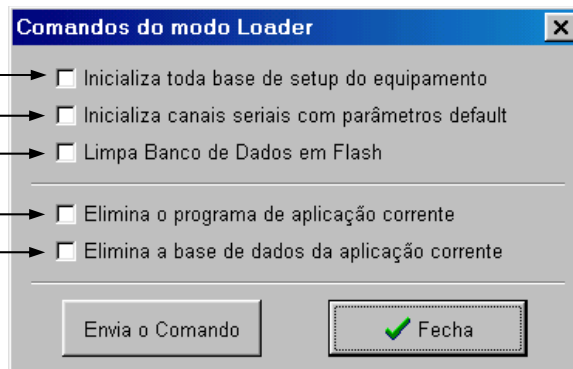 Comandos do modo Loader
Inicializa toda base de setup do equipamento
Inicializa canais seriais com parâmetros default
Limpa Banco de Dados em Flash
Elimina o programa de aplicação corrente
Elimina a base de dados da aplicação corrente
Envia o Comando
Fecha